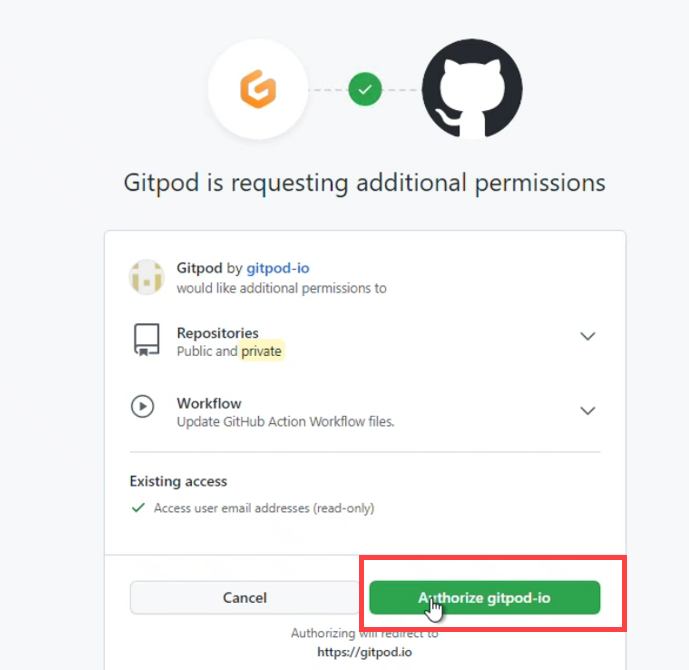 Gitpod is requesting additional permissions
Gitpod by gitpod-io
would like additional permissions to
Repositories
Public and private
Workflow
Update GitHub Action Workflow files.
Existing access
Access user email addresses (read-only)
Cancel
Authorize gitpod-io
Authorizing will redirect to
https://gitpod.io